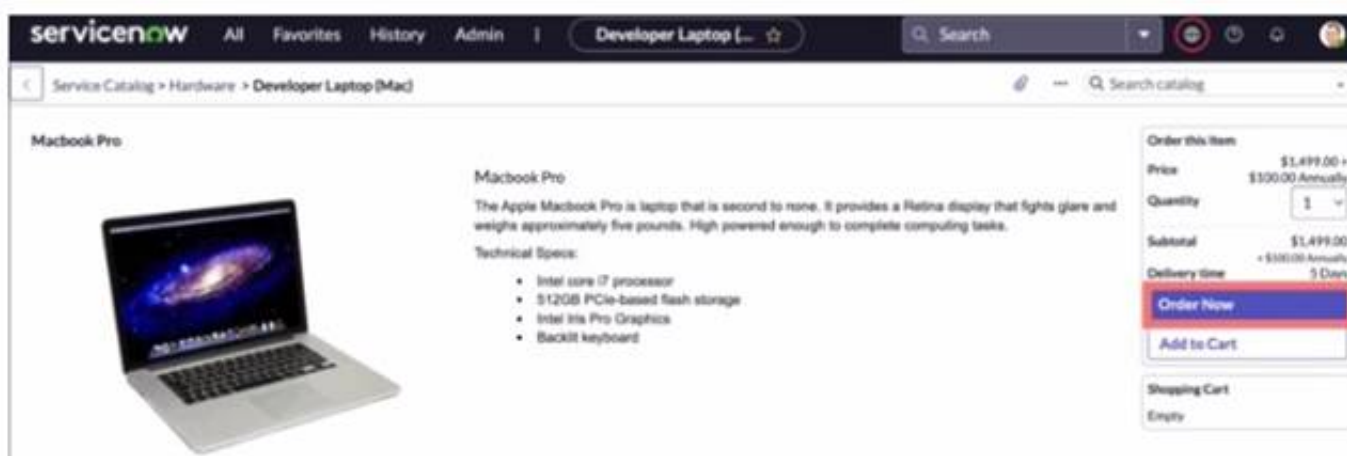 servicenow All Favorites History Admin Developer Laptop (... Search
Service Catalog > Hardware > Developer Laptop (Mac) Search catalog
Macbook Pro
Macbook Pro
The Apple Macbook Pro is laptop that is second to none. It provides a Retina display that fights glare and
weighs approximately five pounds. High powered enough to complete computing tasks.
Technical Specs:
• Intel core i7 processor
• 512GB PCIe-based flash storage
• Intel Iris Pro Graphics
• Backlit keyboard
Order this Item
Price $1,499.00 +
$100.00 Annually
Quantity 1
Subtotal $1,499.00
+ $100.00 Annually
Delivery time 5 Days
Order Now
Add to Cart
Shopping Cart
Empty